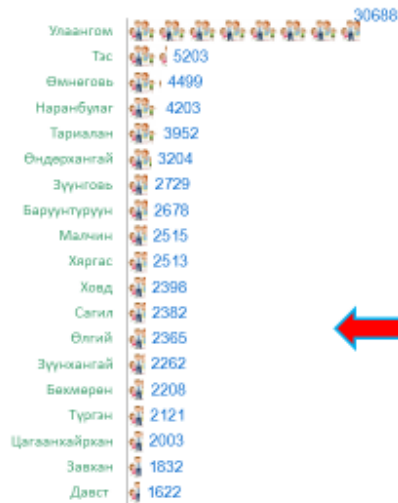 Улаангом 30688
Тэс 5203
Өмнөговь 4499
Наранбулаг 4203
Тариалан 3952
Өндөрхангай 3204
Зүүнговь 2729
Баруунтуруун 2678
Малчин 2515
Хяргас 2513
Ховд 2398
Сагил 2382
Өлгий 2365
Зүүнхангай 2262
Бөхмөрөн 2208
Түргэн 2121
Цагаанхайрхан 2003
Завхан 1832
Давст 1622